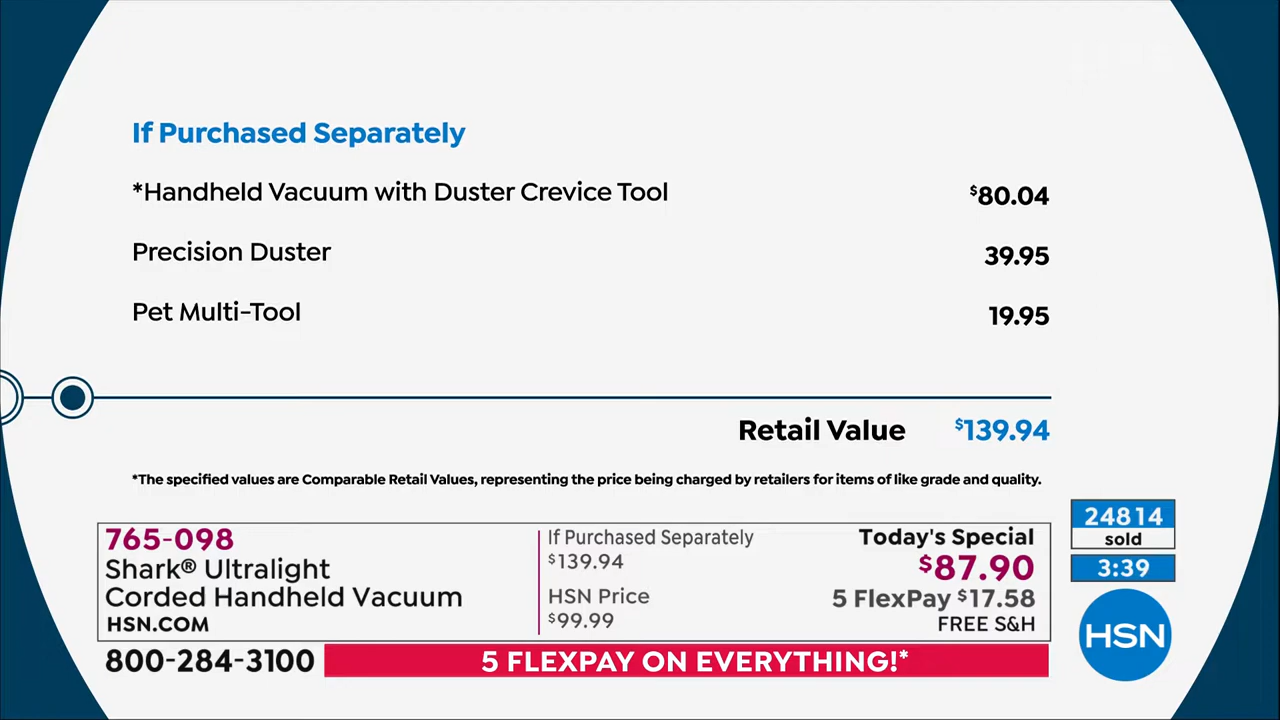 If Purchased Separately
*Handheld Vacuum with Duster Crevice Tool $80.04
Precision Duster 39.95
Pet Multi-Tool 19.95
Retail Value $139.94
*The specified values are Comparable Retail Values, representing the price being charged by retailers for items of like grade and quality.
765-098
Shark® Ultralight
Corded Handheld Vacuum
HSN.COM
If Purchased Separately
$139.94
HSN Price
$99.99
Today's Special
$87.90
5 FlexPay $17.58
FREE S&H
24814
sold
3:39
HSN
800-284-3100
5 FLEXPAY ON EVERYTHING!*